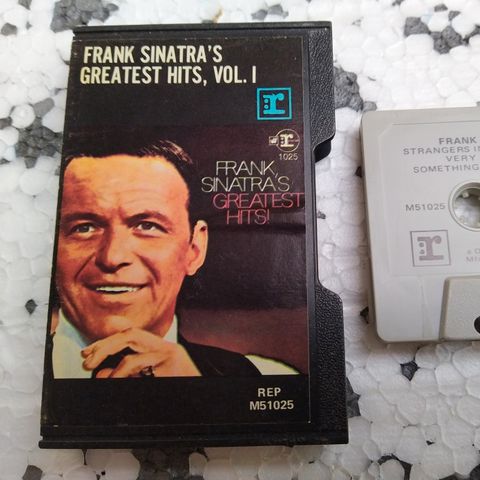 FRANK SINATRA'S
GREATEST HITS, VOL. I
r
r
1025
FRANK
SINATRA'S
GREATEST
HITS!
REP
M51025
FRANK
STRANGERS IN
VERY
SOMETHING
M51025
r